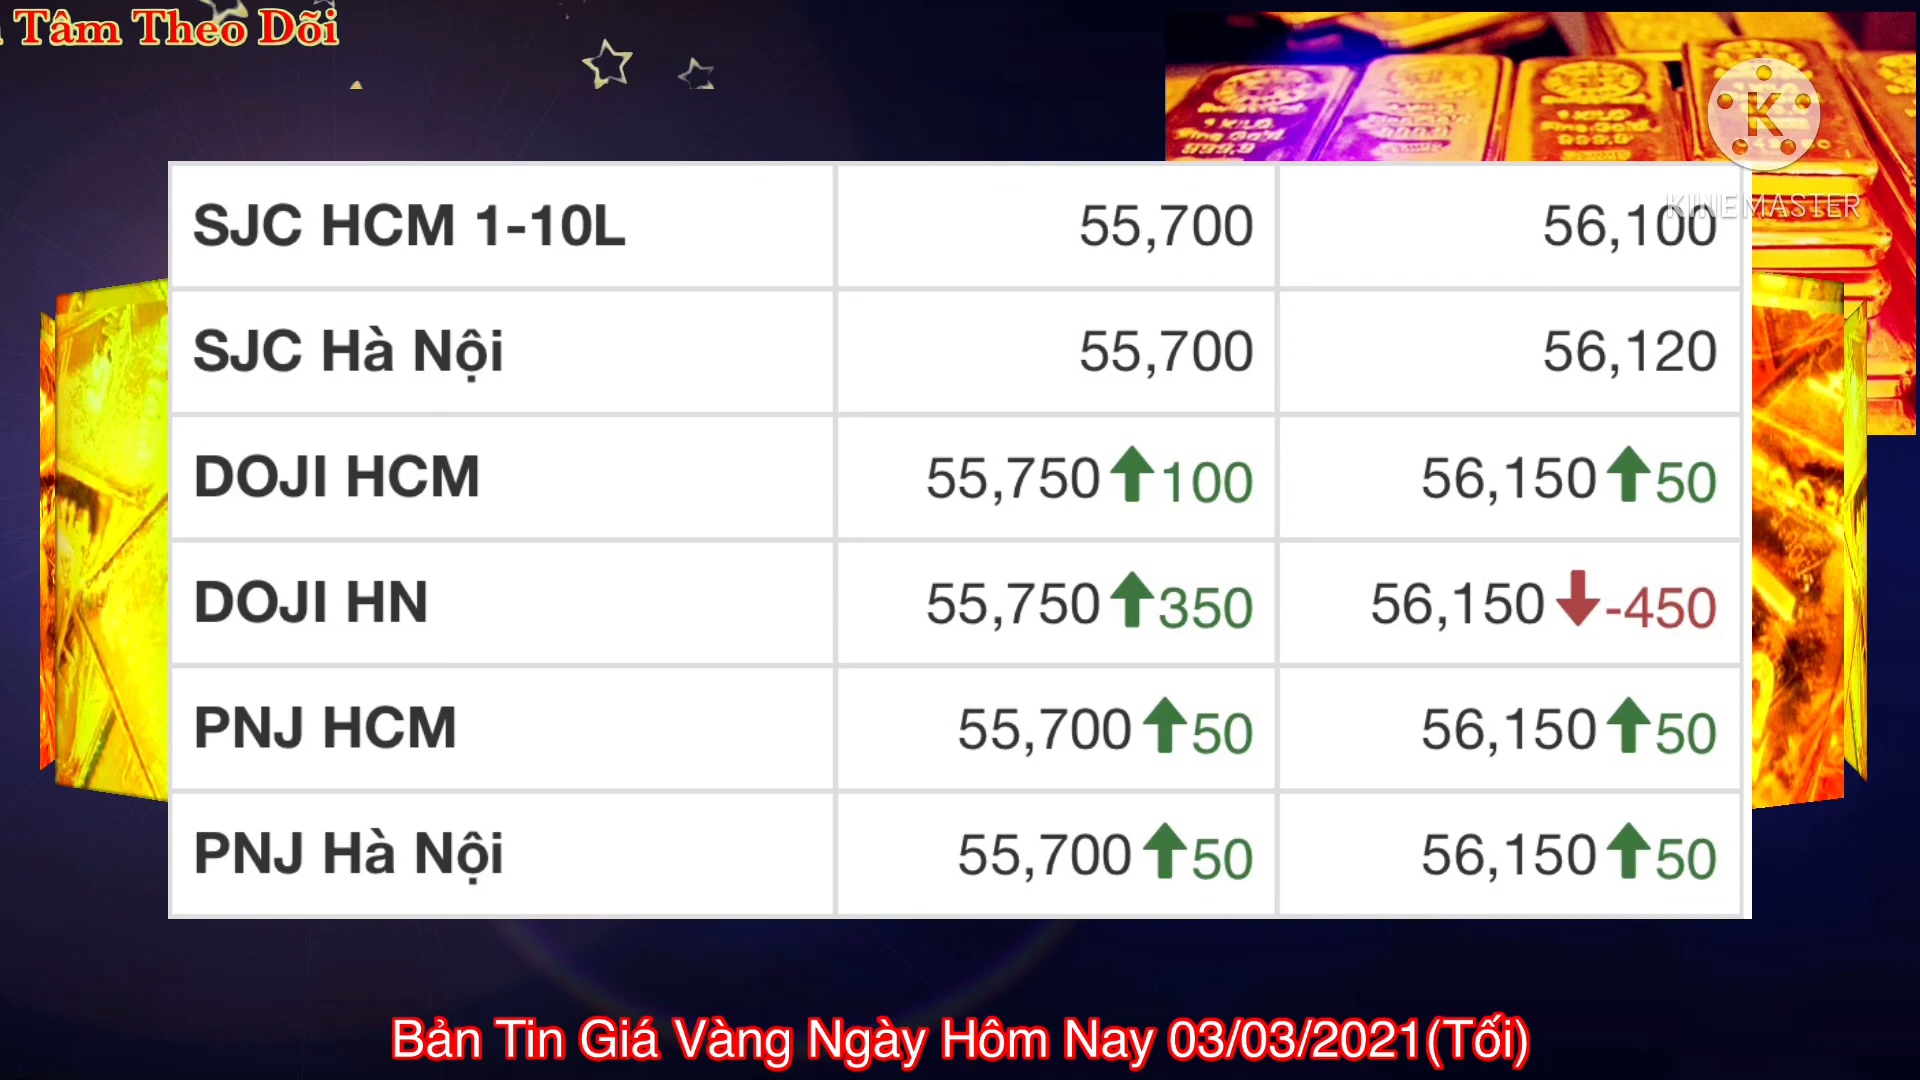 Tâm Theo Dõi
K
KINEMASTER
SJC HCM 1-10L 55,700 56,100
SJC Hà Nội 55,700 56,120
DOJI HCM 55,750 100 56,150 50
DOJI HN 55,750 350 56,150 -450
PNJ HCM 55,700 50 56,150 50
PNJ Hà Nội 55,700 50 56,150 50
Bản Tin Giá Vàng Ngày Hôm Nay 03/03/2021(Tối)